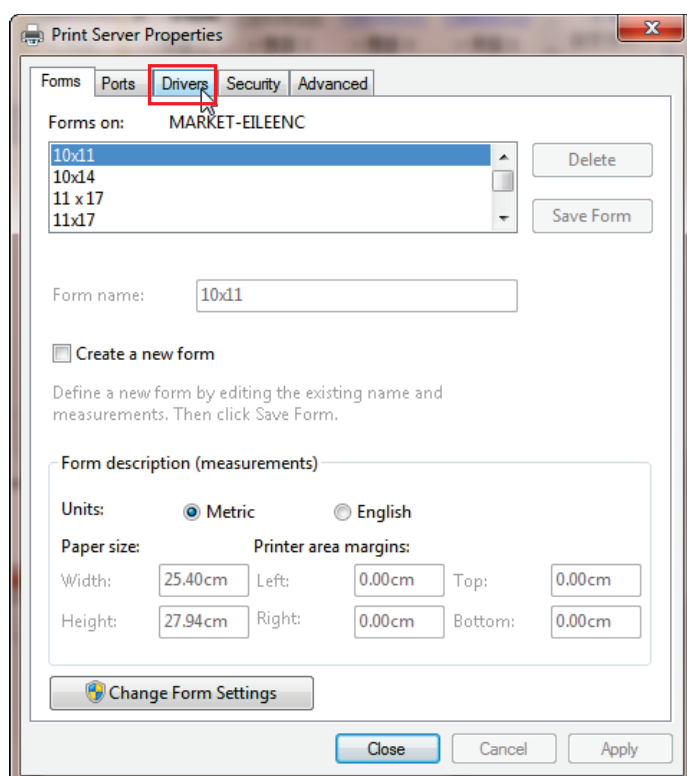 Print Server Properties
Forms Ports Drivers Security Advanced
Forms on: MARKET-EILEENC
10x11
10x14
11 x 17
11x17
Delete
Save Form
Form name: 10x11
Create a new form
Define a new form by editing the existing name and
measurements. Then click Save Form.
Form description (measurements)
Units: Metric English
Paper size: Printer area margins:
Width: 25.40cm Left: 0.00cm Top: 0.00cm
Height: 27.94cm Right: 0.00cm Bottom: 0.00cm
Change Form Settings
Close Cancel Apply